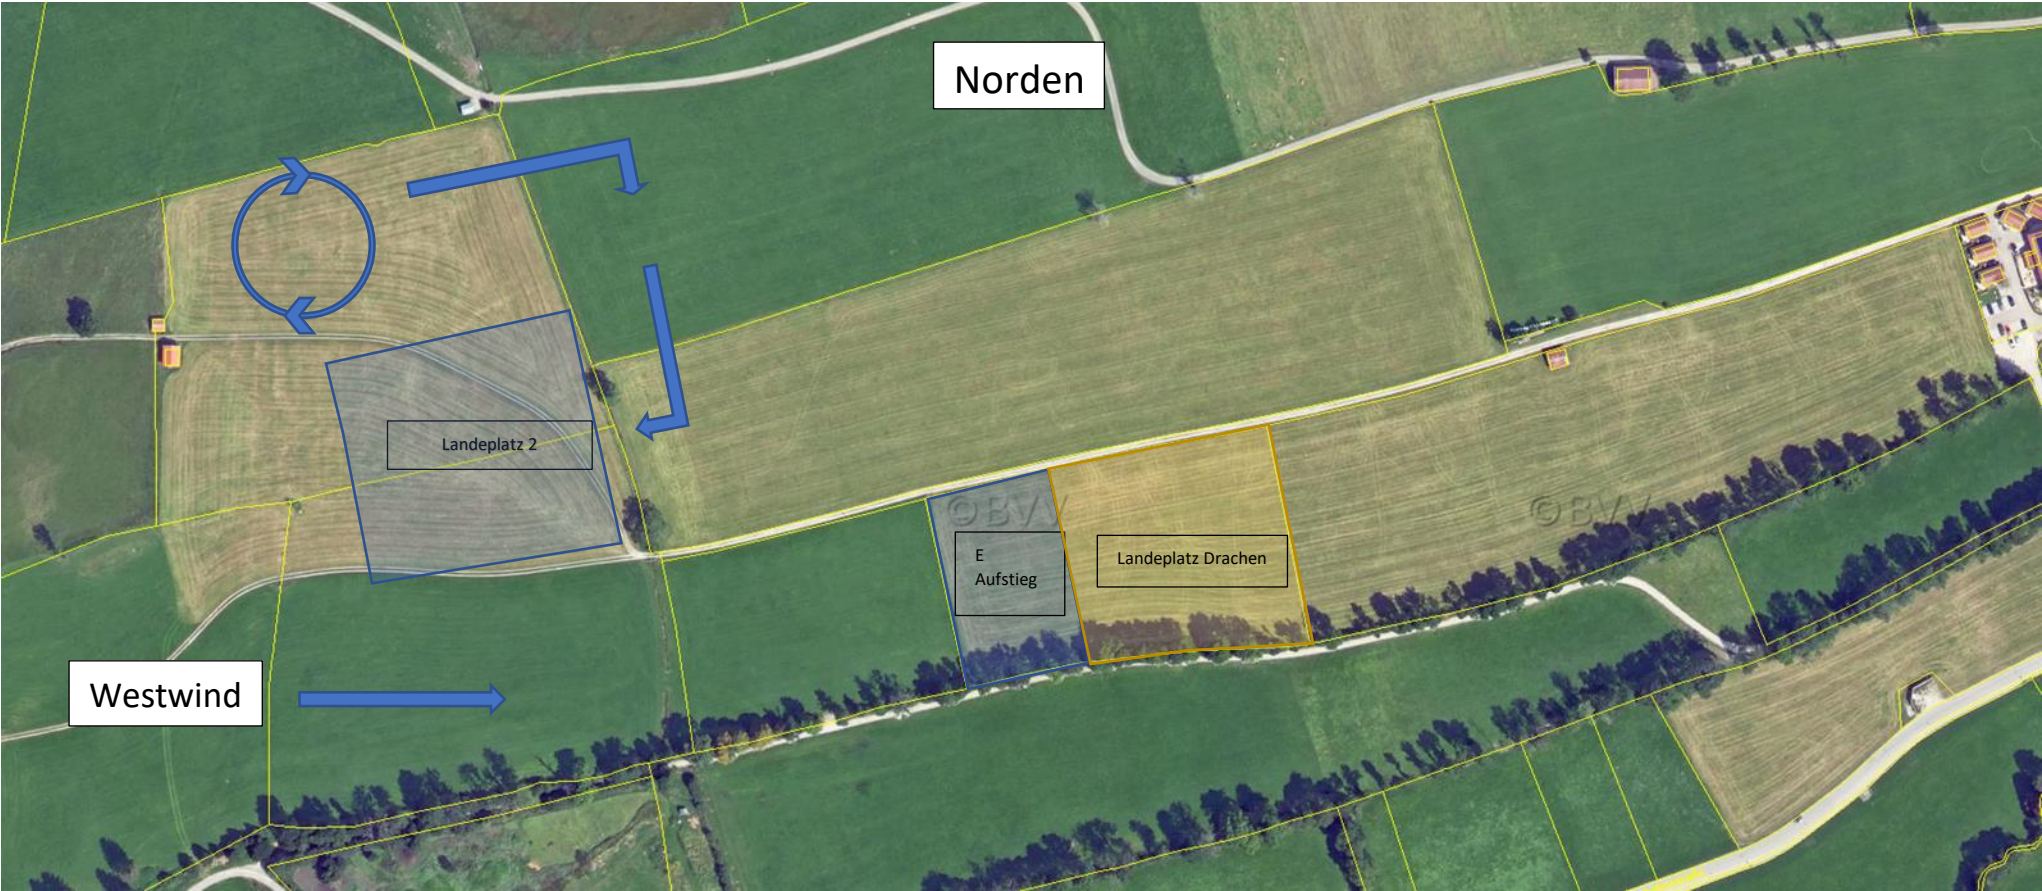 Norden
Landeplatz 2
©BVV
©BVV
E
Aufstieg
Landeplatz Drachen
Westwind